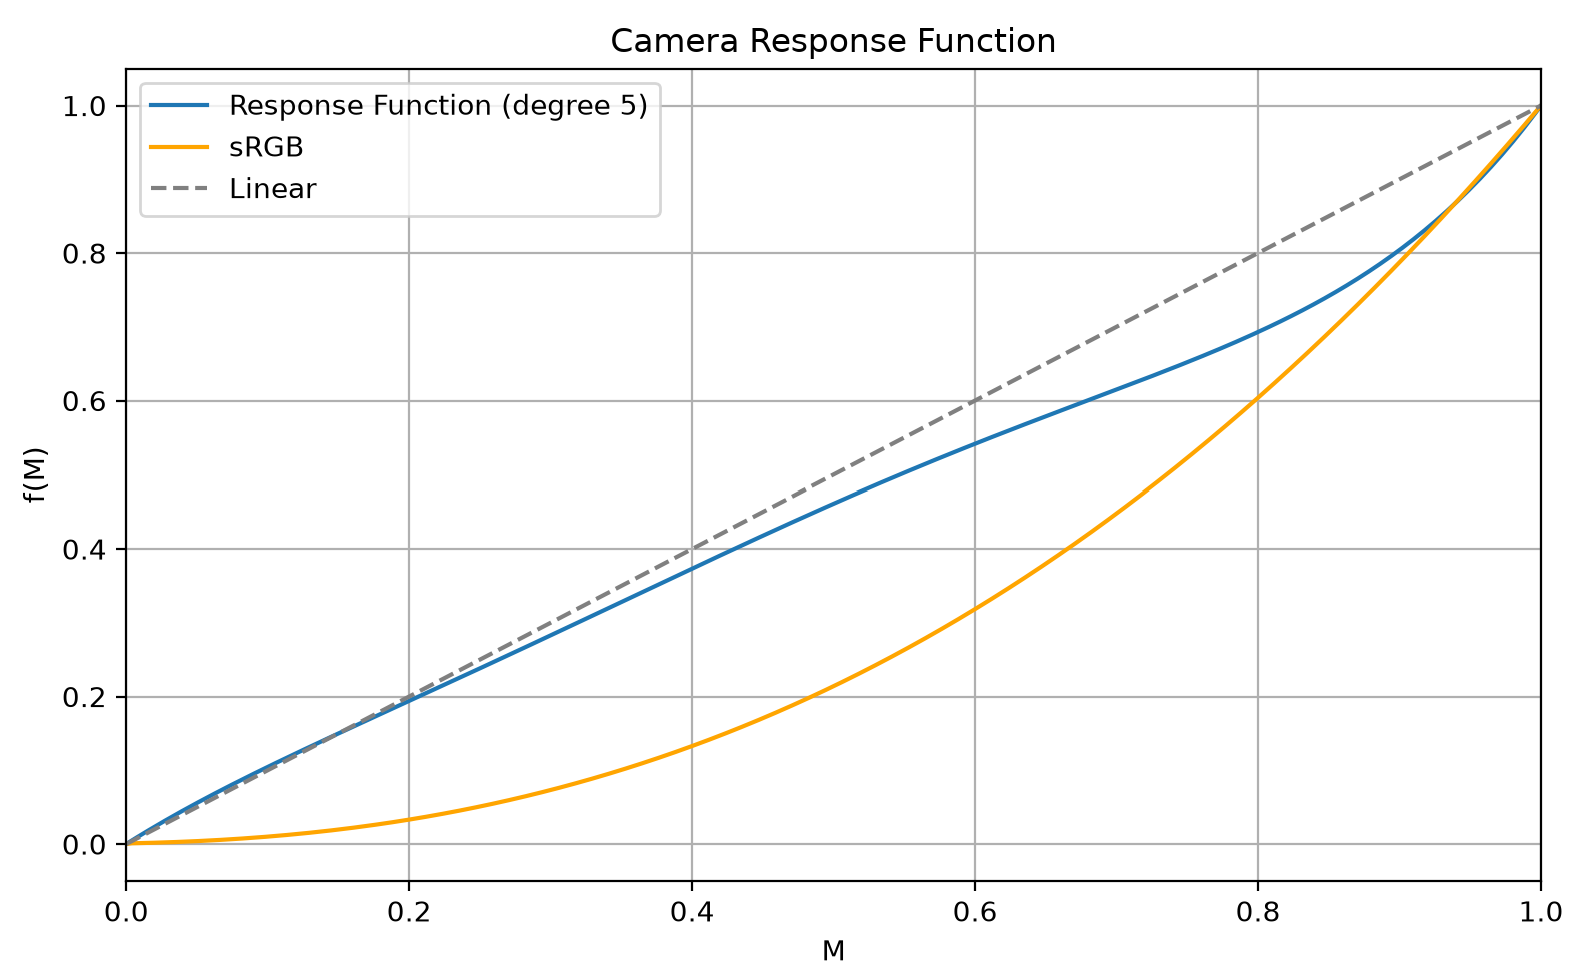 Camera Response Function
Response Function (degree 5)
sRGB
Linear
1.0
0.8
0.6
0.4
0.2
0.0
f(M)
0.0 0.2 0.4 0.6 0.8 1.0
M